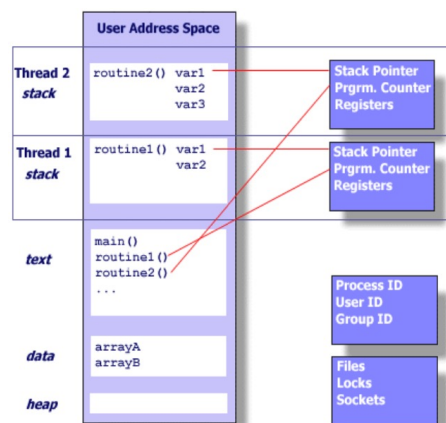 User Address Space
Thread 2
stack
routine2() var1
var2
var3
Stack Pointer
Prgrm. Counter
Registers
Thread 1
stack
routine1() var1
var2
Stack Pointer
Prgrm. Counter
Registers
text
main()
routine1()
routine2()
...
Process ID
User ID
Group ID
data
arrayA
arrayB
Files
Locks
Sockets
heap